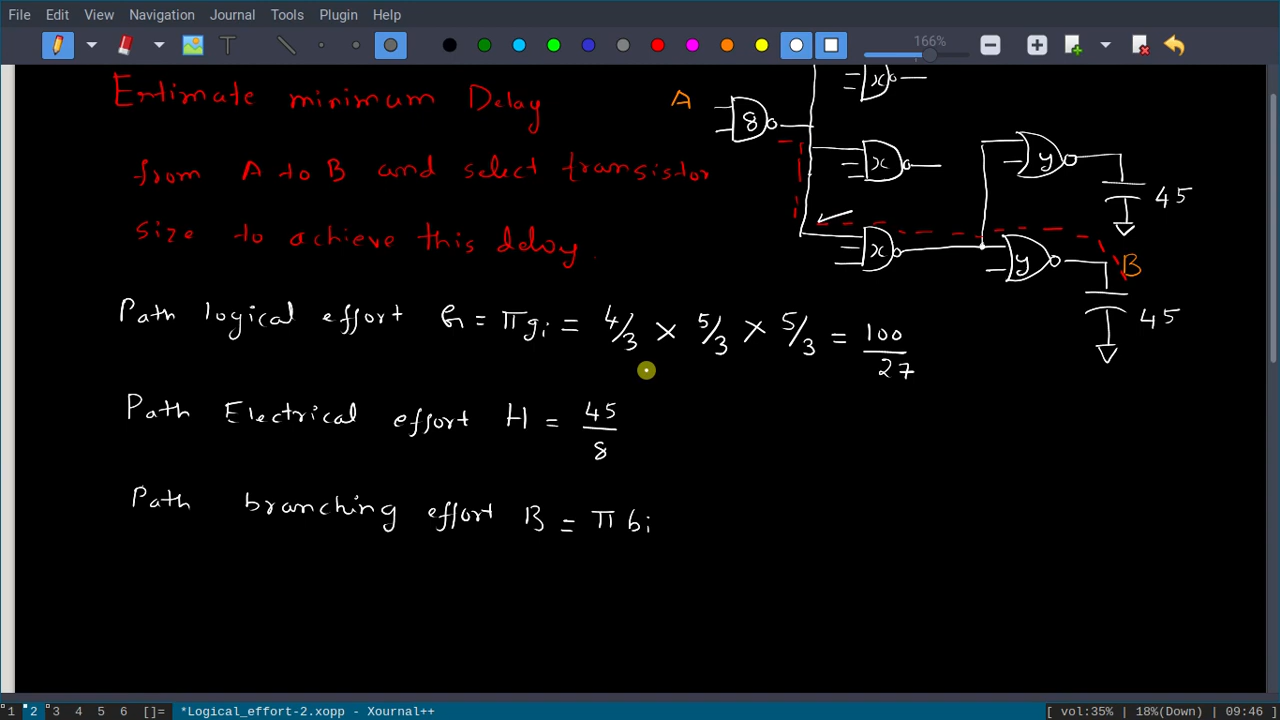 File Edit View Navigation Journal Tools Plugin Help
166%
Estimate minimum Delay
from A to B and select transistor
size to achieve this delay.
A
8
x
x
x
y
y
45
B
45
Path logical effort G = πgi = 4/3 × 5/3 × 5/3 = 100/27
Path Electrical effort H = 45/8
Path branching effort B = π bi
1 2 3 4 5 6 []= *Logical_effort-2.xopp - Xournal++ [ vol:35% | 18%(Down) | 09:46 ]